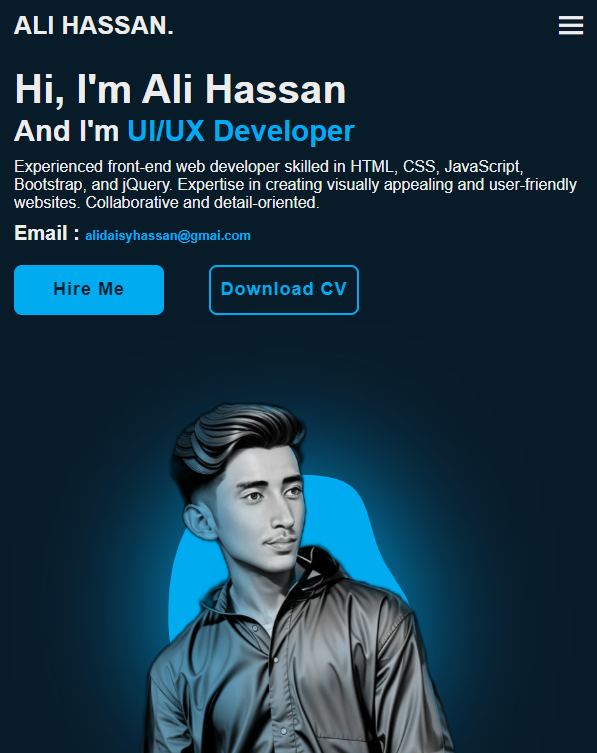 ALI HASSAN.
Hi, I'm Ali Hassan
And I'm UI/UX Developer
Experienced front-end web developer skilled in HTML, CSS, JavaScript,
Bootstrap, and jQuery. Expertise in creating visually appealing and user-friendly
websites. Collaborative and detail-oriented.
Email : alidaisyhassan@gmai.com
Hire Me
Download CV